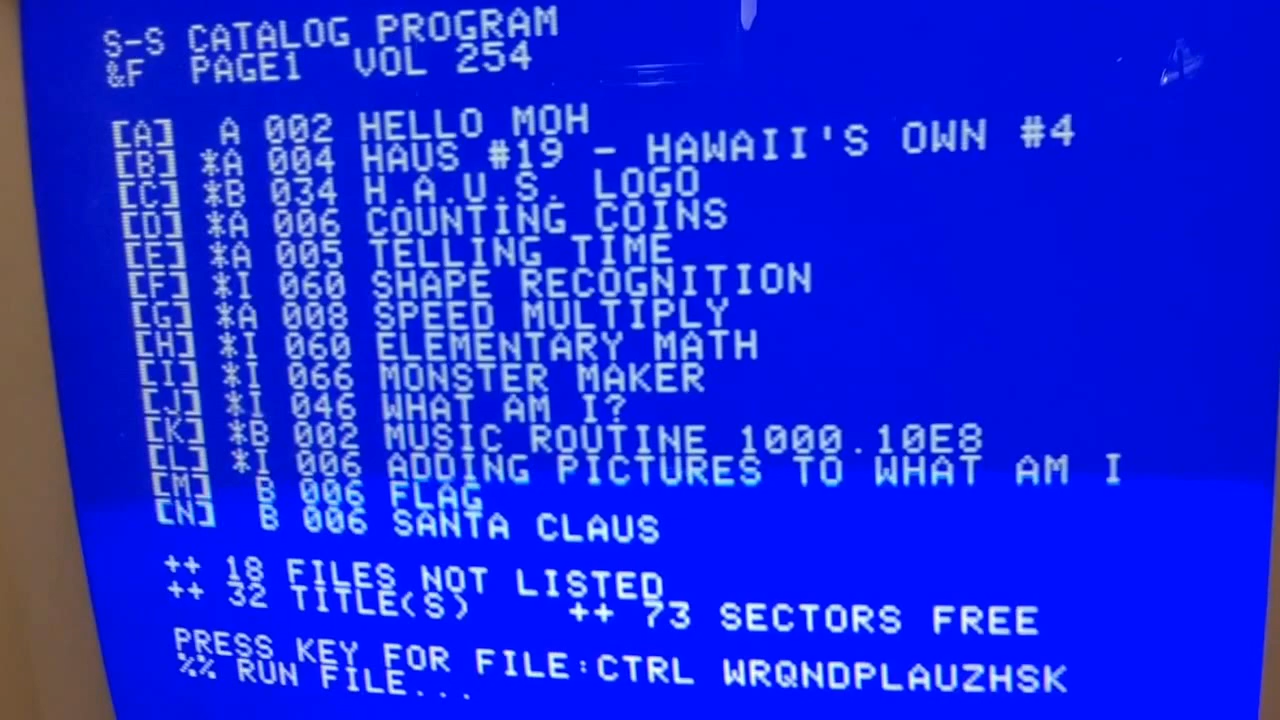 S-S CATALOG PROGRAM
&F PAGE1 VOL 254
[A] A 002 HELLO MOH
[B] *A 004 HAUS #19 - HAWAII'S OWN #4
[C] *B 034 H.A.U.S. LOGO
[D] *A 006 COUNTING COINS
[E] *A 005 TELLING TIME
[F] *I 060 SHAPE RECOGNITION
[G] *A 008 SPEED MULTIPLY
[H] *I 060 ELEMENTARY MATH
[I] *I 066 MONSTER MAKER
[J] *I 046 WHAT AM I?
[K] *B 002 MUSIC ROUTINE 1000.10E8
[L] *I 006 ADDING PICTURES TO WHAT AM I
[M] B 006 FLAG
[N] B 006 SANTA CLAUS
++ 18 FILES NOT LISTED
++ 32 TITLE(S) ++ 73 SECTORS FREE
PRESS KEY FOR FILE:CTRL WRQNDPLAUZHSK
%% RUN FILE...